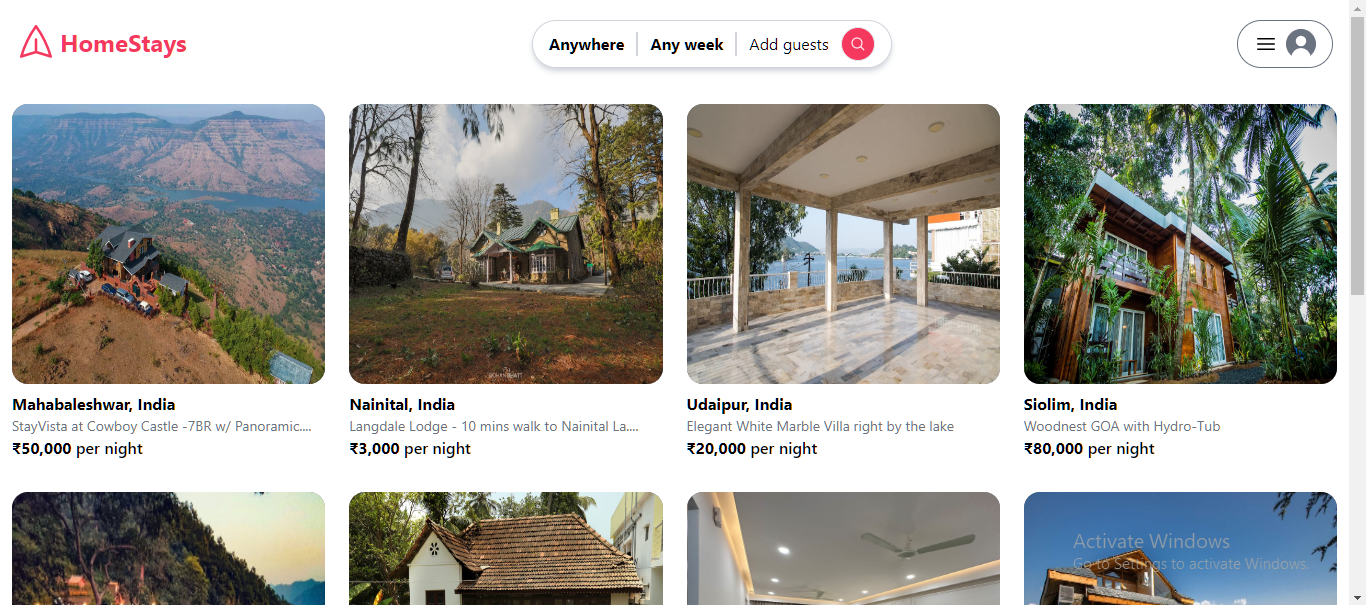 HomeStays
Anywhere
Any week
Add guests
Mahabaleshwar, India
StayVista at Cowboy Castle -7BR w/ Panoramic....
₹50,000 per night
Nainital, India
Langdale Lodge - 10 mins walk to Nainital La....
₹3,000 per night
Udaipur, India
Elegant White Marble Villa right by the lake
₹20,000 per night
Siolim, India
Woodnest GOA with Hydro-Tub
₹80,000 per night
Activate Windows
Go to Settings to activate Windows.